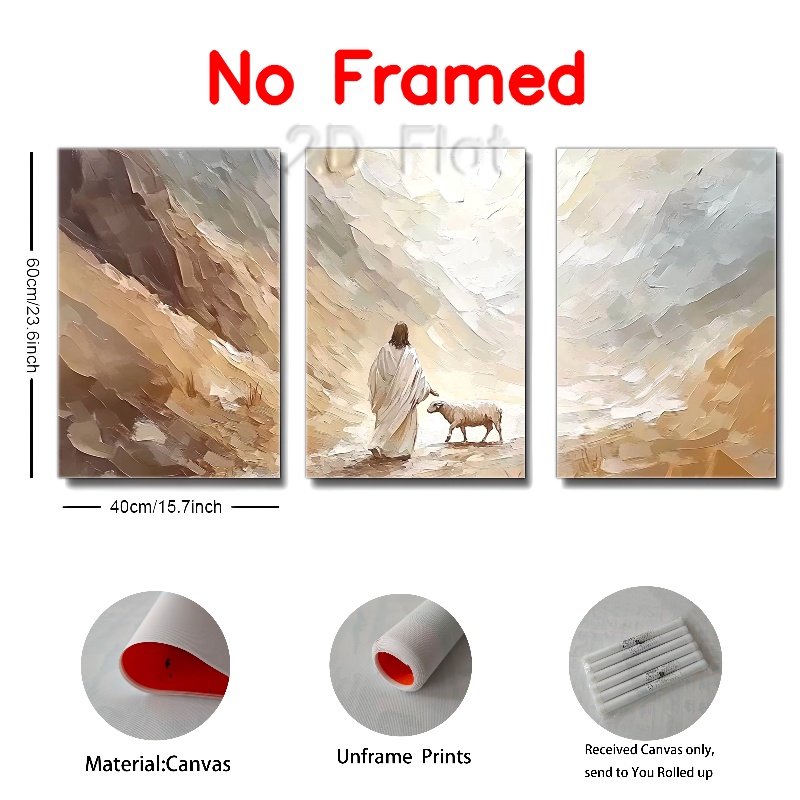 No Framed
2D Flat
60cm/23.6inch
40cm/15.7inch
Material:Canvas
Unframe Prints
Received Canvas only,
send to You Rolled up